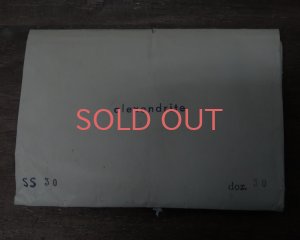 alexandrite
SOLD OUT
SS 30
doz. 30